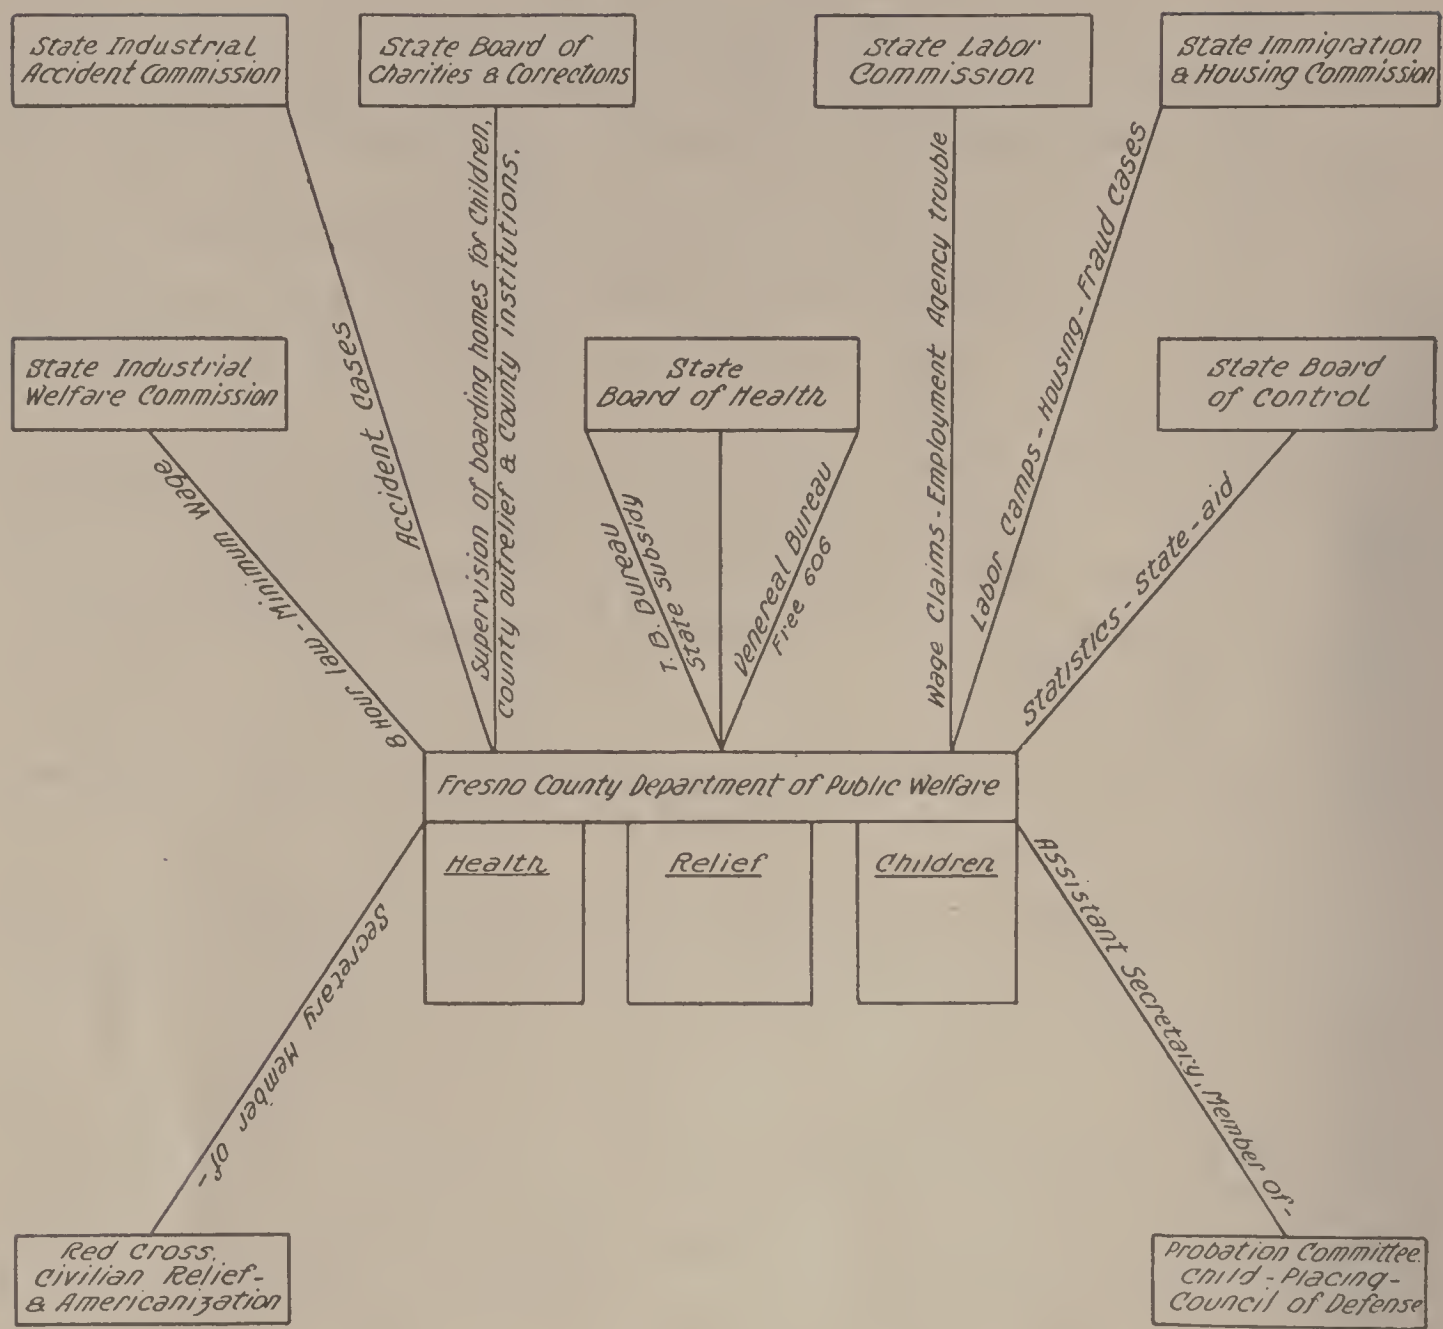 State Industrial
Accident Commission
State Board of
Charities & Corrections
State Labor
Commission
State Immigration
& Housing Commission
Accident Cases
Supervision of boarding homes for Children,
County outrelief & county institutions.
Wage Claims - Employment Agency trouble
Labor Camps - Housing - Fraud Cases
State Industrial
Welfare Commission
State
Board of Health
State Board
of Control
8 Hour law - Minimum Wage
T. B. Bureau
State Subsidy
Venereal Bureau
Free 606
Statistics - State-aid
Fresno County Department of Public Welfare
Health
Relief
Children
Secretary Member of-
Assistant Secretary, Member of-
Red Cross.
Civilian Relief-
& Americanization
Probation Committee.
Child-Placing-
Council of Defense